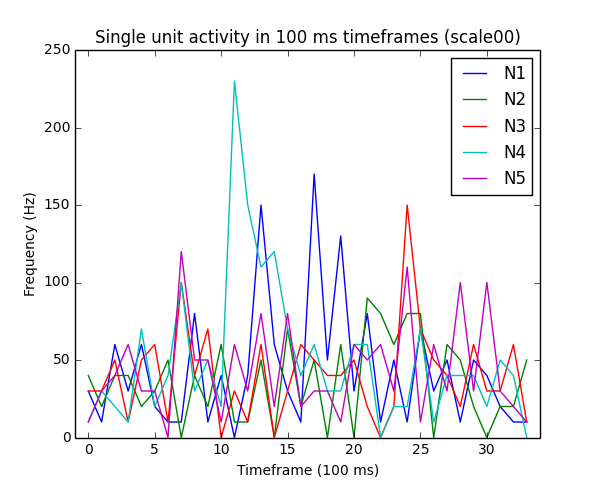 Single unit activity in 100 ms timeframes (scale00)
250
200
150
100
50
0
Frequency (Hz)
N1
N2
N3
N4
N5
0 5 10 15 20 25 30
Timeframe (100 ms)